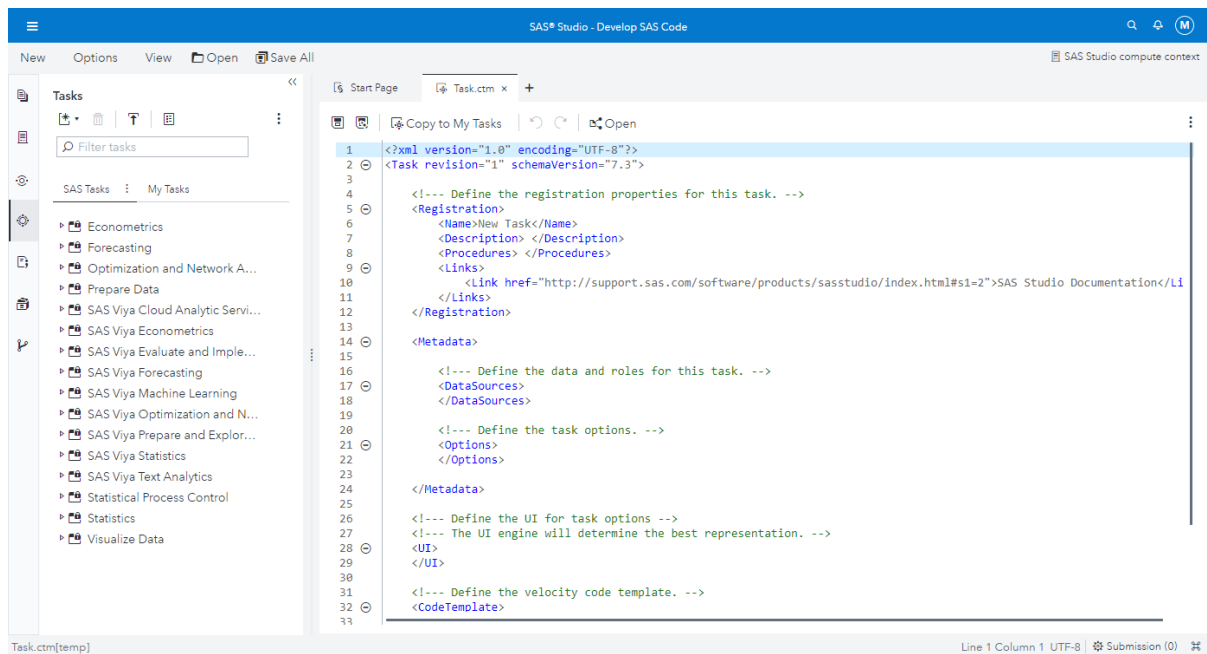 SAS® Studio - Develop SAS Code
M
New Options View Open Save All
SAS Studio compute context
Tasks
Filter tasks
SAS Tasks My Tasks
Econometrics
Forecasting
Optimization and Network A...
Prepare Data
SAS Viya Cloud Analytic Servi...
SAS Viya Econometrics
SAS Viya Evaluate and Imple...
SAS Viya Forecasting
SAS Viya Machine Learning
SAS Viya Optimization and N...
SAS Viya Prepare and Explor...
SAS Viya Statistics
SAS Viya Text Analytics
Statistical Process Control
Statistics
Visualize Data
Start Page Task.ctm × +
Copy to My Tasks Open
1 <?xml version="1.0" encoding="UTF-8"?>
2 <Task revision="1" schemaVersion="7.3">
3
4 <!--- Define the registration properties for this task. -->
5 <Registration>
6 <Name>New Task</Name>
7 <Description> </Description>
8 <Procedures> </Procedures>
9 <Links>
10 <Link href="http://support.sas.com/software/products/sasstudio/index.html#s1=2">SAS Studio Documentation</Li
11 </Links>
12 </Registration>
13
14 <Metadata>
15
16 <!--- Define the data and roles for this task. -->
17 <DataSources>
18 </DataSources>
19
20 <!--- Define the task options. -->
21 <Options>
22 </Options>
23
24 </Metadata>
25
26 <!--- Define the UI for task options -->
27 <!--- The UI engine will determine the best representation. -->
28 <UI>
29 </UI>
30
31 <!--- Define the velocity code template. -->
32 <CodeTemplate>
33
Task.ctm[temp]
Line 1 Column 1 UTF-8 Submission (0)